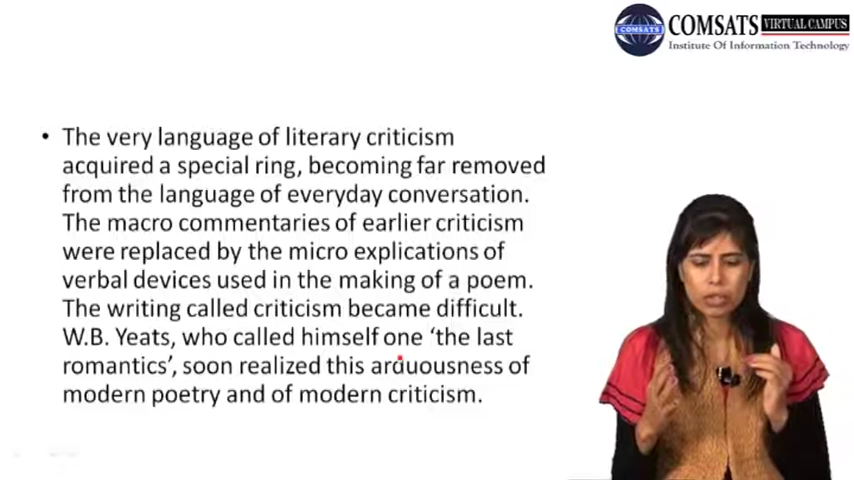 COMSATS VIRTUAL CAMPUS
Institute Of Information Technology
COMSATS
• The very language of literary criticism
acquired a special ring, becoming far removed
from the language of everyday conversation.
The macro commentaries of earlier criticism
were replaced by the micro explications of
verbal devices used in the making of a poem.
The writing called criticism became difficult.
W.B. Yeats, who called himself one ‘the last
romantics’, soon realized this arduousness of
modern poetry and of modern criticism.